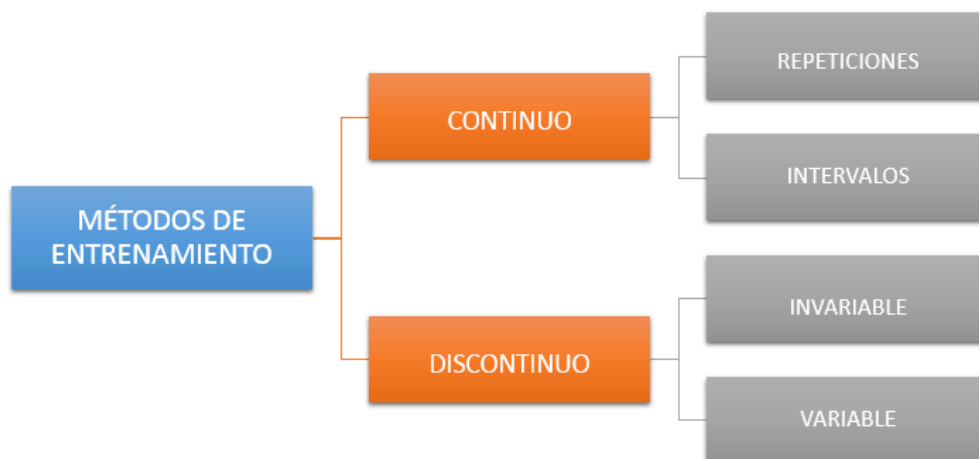 MÉTODOS DE
ENTRENAMIENTO
CONTINUO
REPETICIONES
INTERVALOS
DISCONTINUO
INVARIABLE
VARIABLE